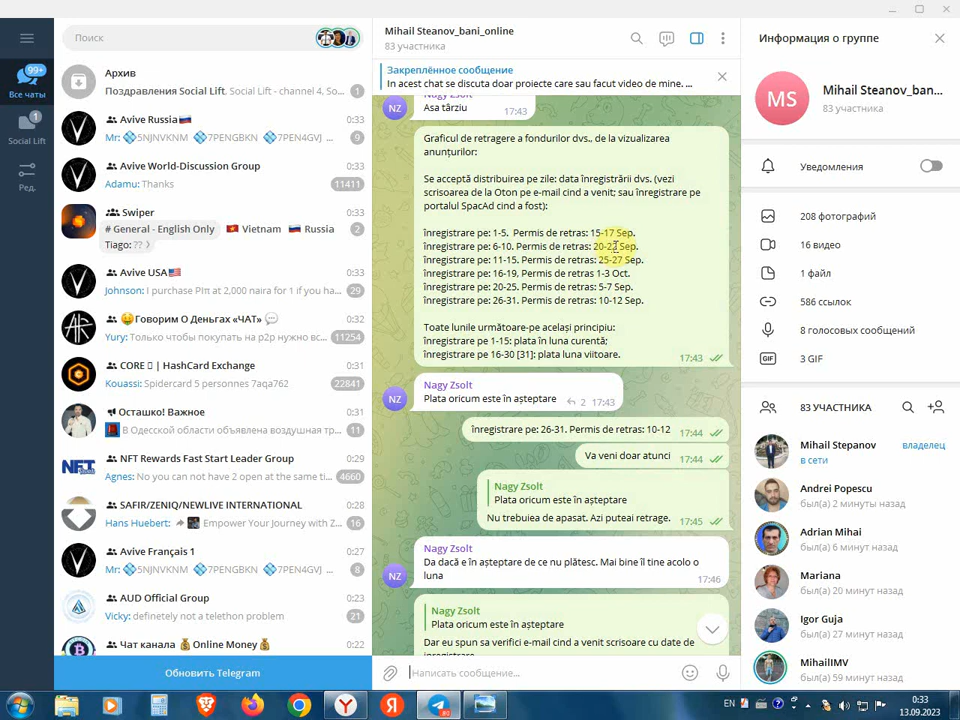 Поиск
Архив
Поздравления Social Lift, Social Lift - channel 4, So...
1
99+
Все чаты
1
Social Lift
Ред.
Avive Russia🇷🇺
0:33
Mr: 💠5NJNVKNM 💠7PENGBKN 💠7PEN4GVJ ...
9
Avive World-Discussion Group
0:33
Adamu: Thanks
11411
Swiper
0:33
# General - English Only
Vietnam
Russia
Tiago: ??
2
Avive USA🇺🇸
0:33
Johnson: I purchase Pin at 2,000 naira for 1 if you ha...
29
🤑Говорим О Деньгах «ЧАТ»💬
0:32
Yury: Только чтобы покупать на p2p нужно вс...
11254
CORE | HashCard Exchange
0:31
Kouassi: Spidercard 5 personnes 7aqa762
22841
Осташко! Важное
0:31
В Одесской области объявлена воздушная тр...
11
NFT Rewards Fast Start Leader Group
0:29
Agnes: No you can not have 2 open at the same ti...
4660
SAFIR/ZENIQ/NEWLIVE INTERNATIONAL
0:28
Hans Huebert: Empower Your Journey with Z...
16
Avive Français 1
0:27
Mr: 💠5NJNVKNM 💠7PENGBKN 💠7PEN4GVJ ...
8
AUD Official Group
0:23
Vicky: definetely not a telethon problem
21
Чат канала 💰Online Money💰
0:22
Обновить Telegram
Mihail Steanov_bani_online
83 участника
Закреплённое сообщение
In acest chat se discuta doar proiecte care sau facut video de mine, ...
Nagy Zsolt
NZ
Asa târziu
17:43
Graficul de retragere a fondurilor dvs., de la vizualizarea
anunțurilor:
Se acceptă distribuirea pe zile: data înregistrării dvs. (vezi
scrisoarea de la Oton pe e-mail cind a venit; sau înregistrare pe
portalul SpacAd cind a fost):
înregistrare pe: 1-5. Permis de retras: 15-17 Sep.
înregistrare pe: 6-10. Permis de retras: 20-22 Sep.
înregistrare pe: 11-15. Permis de retras: 25-27 Sep.
înregistrare pe: 16-19, Permis de retras 1-3 Oct.
înregistrare pe: 20-25. Permis de retras: 5-7 Sep.
înregistrare pe: 26-31. Permis de retras: 10-12 Sep.
Toate lunile următoare-pe același principiu:
înregistrare pe 1-15: plata în luna curentă;
înregistrare pe 16-30 [31]: plata luna viitoare.
17:43
Nagy Zsolt
NZ
Plata oricum este în așteptare
2 17:43
înregistrare pe: 26-31. Permis de retras: 10-12
17:44
Va veni doar atunci
17:44
Nagy Zsolt
Plata oricum este în așteptare
Nu trebuiea de apasat. Azi puteai retrage.
17:45
Nagy Zsolt
NZ
Da dacă e în așteptare de ce nu plătesc. Mai bine îl tine acolo o
luna
17:46
Nagy Zsolt
Plata oricum este în așteptare
Dar eu spun sa verifici e-mail cind a venit scrisoare cu date de
Написать сообщение...
Информация о группе
MS
Mihail Steanov_ban...
83 участника
Уведомления
208 фотографий
16 видео
1 файл
586 ссылок
8 голосовых сообщений
GIF
3 GIF
83 УЧАСТНИКА
Mihail Stepanov
владелец
в сети
Andrei Popescu
был(а) 2 минуты назад
Adrian Mihai
был(а) 6 минут назад
Mariana
был(а) 20 минут назад
Igor Guja
был(а) 27 минут назад
MihailIMV
был(а) 59 минут назад
EN
0:33
13.09.2023